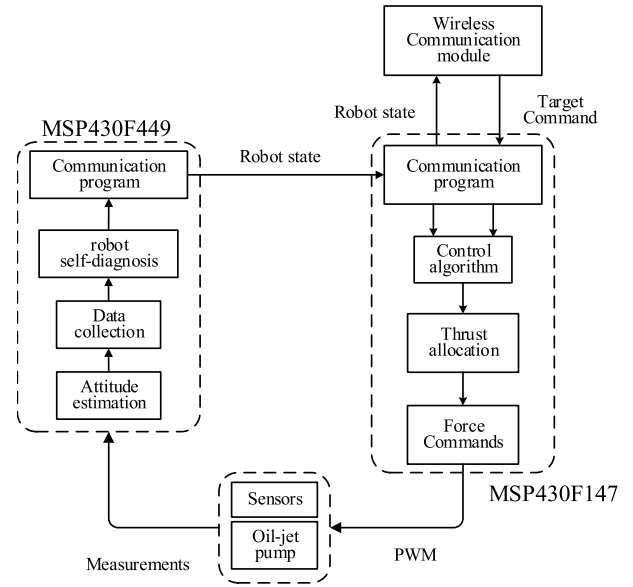 Wireless
Communication
module
Robot state
Target
Command
MSP430F449
Communication
program
Robot state
Communication
program
robot
self-diagnosis
Control
algorithm
Data
collection
Thrust
allocation
Attitude
estimation
Force
Commands
MSP430F147
Sensors
Oil-jet
pump
Measurements
PWM